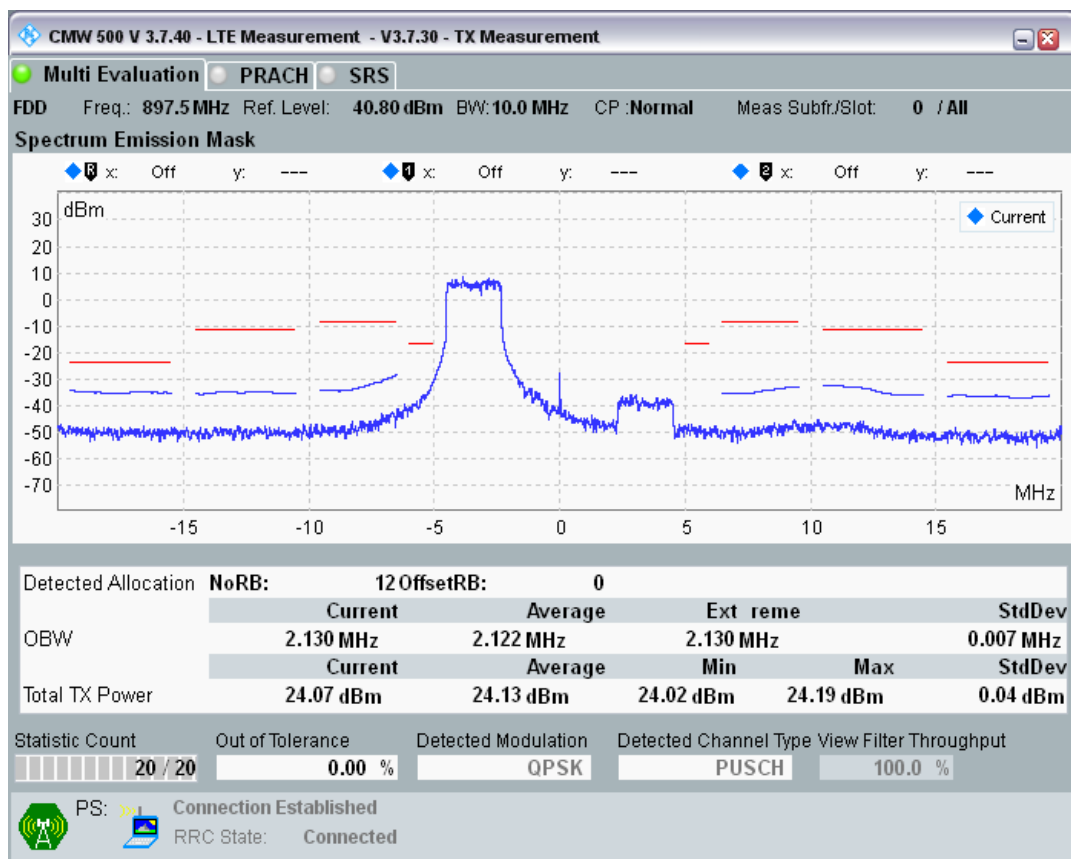 CMW 500 V 3.7.40 - LTE Measurement - V3.7.30 - TX Measurement
Multi Evaluation PRACH SRS
FDD Freq.: 897.5 MHz Ref. Level: 40.80 dBm BW: 10.0 MHz CP :Normal Meas Subfr./Slot: 0 / All
Spectrum Emission Mask
R x: Off y: --- 1 x: Off y: --- 2 x: Off y: ---
dBm
Current
30
20
10
0
-10
-20
-30
-40
-50
-60
-70
MHz
-15 -10 -5 0 5 10 15
Detected Allocation NoRB: 12 OffsetRB: 0
Current Average Ext reme StdDev
OBW 2.130 MHz 2.122 MHz 2.130 MHz 0.007 MHz
Current Average Min Max StdDev
Total TX Power 24.07 dBm 24.13 dBm 24.02 dBm 24.19 dBm 0.04 dBm
Statistic Count Out of Tolerance Detected Modulation Detected Channel Type View Filter Throughput
20 / 20 0.00 % QPSK PUSCH 100.0 %
PS: Connection Established
RRC State: Connected